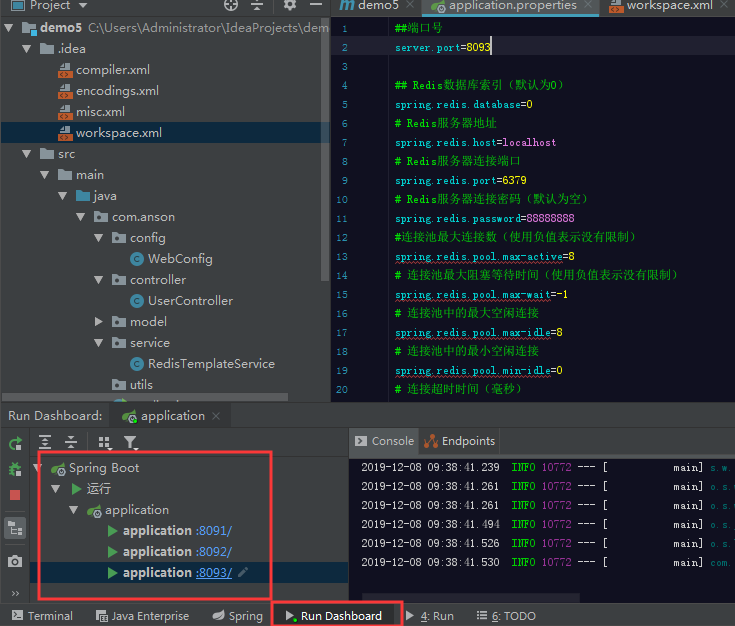 Project
demo5
application.properties
workspace.xml
demo5 C:\Users\Administrator\IdeaProjects\dem
.idea
compiler.xml
encodings.xml
misc.xml
workspace.xml
src
main
java
com.anson
config
WebConfig
controller
UserController
model
service
RedisTemplateService
utils
1 ##端口号
2 server.port=8093
3
4 ## Redis数据库索引（默认为0）
5 spring.redis.database=0
6 # Redis服务器地址
7 spring.redis.host=localhost
8 # Redis服务器连接端口
9 spring.redis.port=6379
10 # Redis服务器连接密码（默认为空）
11 spring.redis.password=88888888
12 #连接池最大连接数（使用负值表示没有限制）
13 spring.redis.pool.max-active=8
14 # 连接池最大阻塞等待时间（使用负值表示没有限制）
15 spring.redis.pool.max-wait=-1
16 # 连接池中的最大空闲连接
17 spring.redis.pool.max-idle=8
18 # 连接池中的最小空闲连接
19 spring.redis.pool.min-idle=0
20 # 连接超时时间（毫秒）
Run Dashboard: application
Spring Boot
运行
application
application :8091/
application :8092/
application :8093/
Console Endpoints
2019-12-08 09:38:41.239 INFO 10772 --- [ main] s.w.
2019-12-08 09:38:41.261 INFO 10772 --- [ main] o.s.
2019-12-08 09:38:41.261 INFO 10772 --- [ main] o.s.
2019-12-08 09:38:41.494 INFO 10772 --- [ main] o.s.
2019-12-08 09:38:41.526 INFO 10772 --- [ main] o.s.
2019-12-08 09:38:41.530 INFO 10772 --- [ main] com.
Terminal Java Enterprise Spring Run Dashboard 4: Run 6: TODO